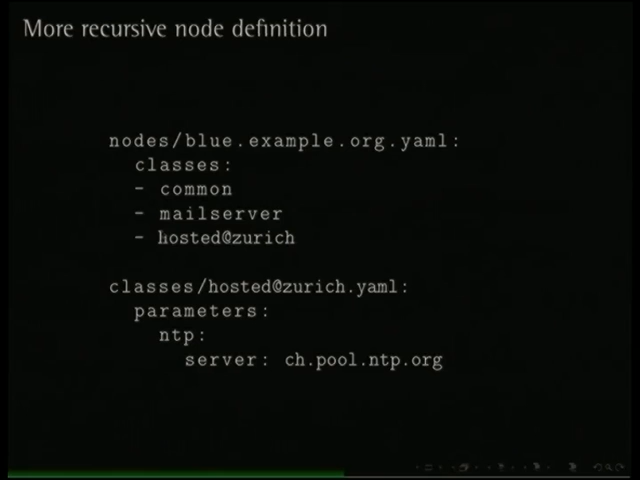 More recursive node definition
nodes/blue.example.org.yaml:
classes:
- common
- mailserver
- hosted@zurich
classes/hosted@zurich.yaml:
parameters:
ntp:
server: ch.pool.ntp.org